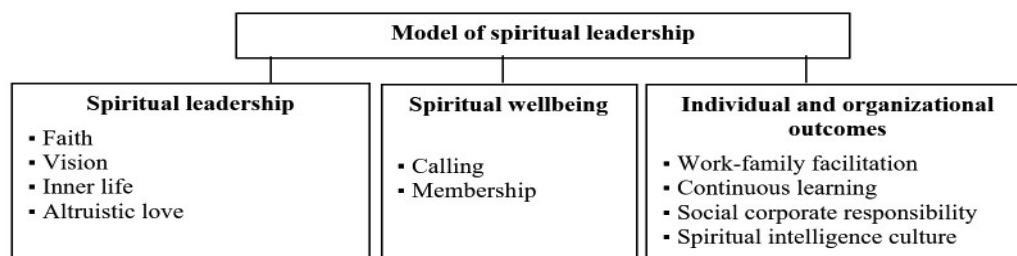 Model of spiritual leadership
Spiritual leadership
▪ Faith
▪ Vision
▪ Inner life
▪ Altruistic love
Spiritual wellbeing
▪ Calling
▪ Membership
Individual and organizational
outcomes
▪ Work-family facilitation
▪ Continuous learning
▪ Social corporate responsibility
▪ Spiritual intelligence culture